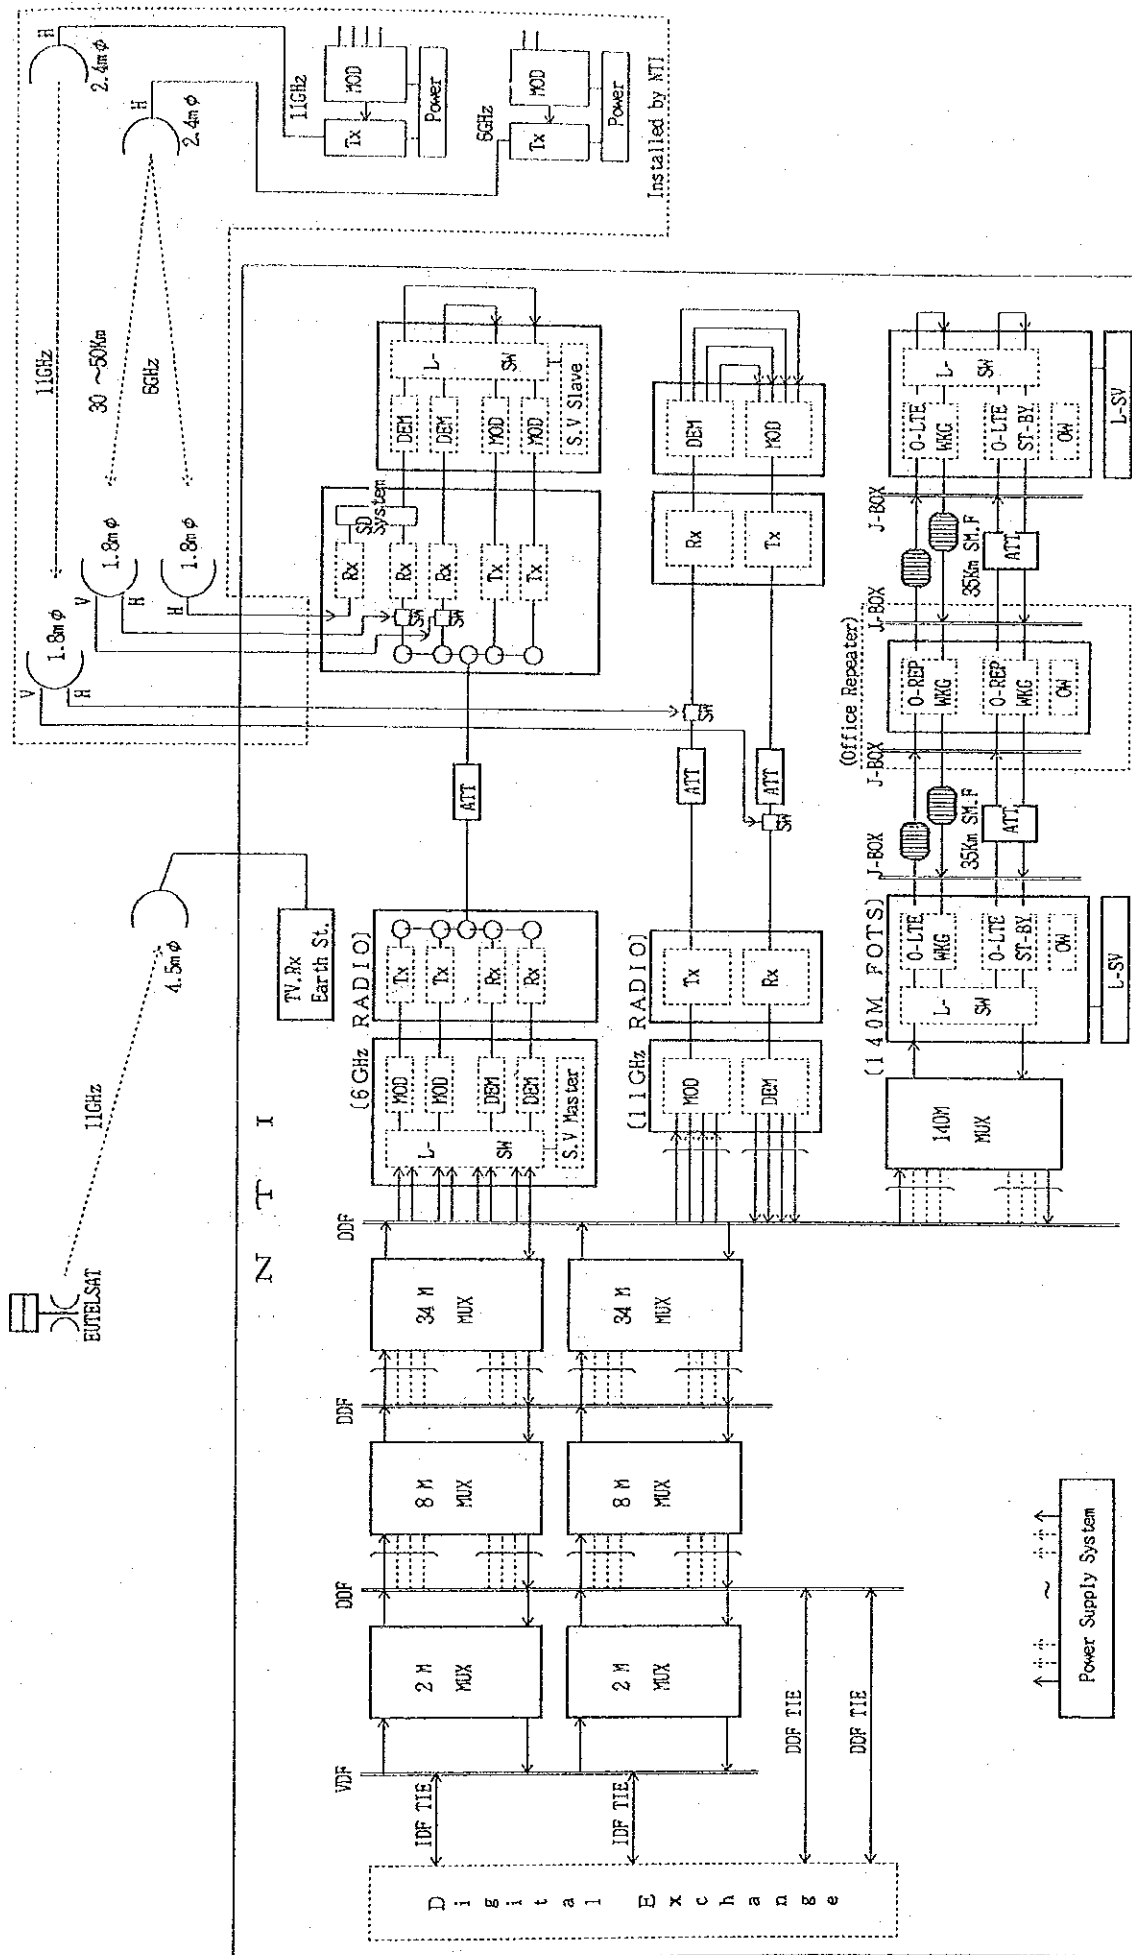 EUTELSAT
11GHz
4.5mφ
TV.Rx
Earth St.
V
H
1.8mφ
V
H
1.8mφ
H
1.8mφ
11GHz
30 ~50Km
6GHz
H
2.4mφ
H
2.4mφ
11GHz
MOD
Tx
Power
6GHz
MOD
Tx
Power
Installed by NTI
N T I
Digital Exchange
IDF TIE
IDF TIE
DDF TIE
DDF TIE
VDF
2 M
MUX
2 M
MUX
DDF
8 M
MUX
8 M
MUX
DDF
34 M
MUX
34 M
MUX
DDF
(6GHz RADIO)
L-
SW
MOD
MOD
DEM
DEM
S.V Master
Tx
Tx
Rx
Rx
ATT
SW
SW
Rx
Rx
Rx
Tx
Tx
SD
System
DEM
DEM
MOD
MOD
L-
SW
S.V Slave
(11GHz RADIO)
MOD
DEM
Tx
Rx
ATT
ATT
SW
SW
Rx
Tx
DEM
MOD
(140M FOTS)
140M
MUX
L-
SW
O-LTE
WKG
O-LTE
ST-BY
OW
L-SV
J-BOX
35Km SM.F
ATT
J-BOX
(Office Repeater)
O-REP
WKG
O-REP
WKG
OW
J-BOX
35Km SM.F
ATT
J-BOX
O-LTE
WKG
O-LTE
ST-BY
OW
L-
SW
L-SV
~
Power Supply System